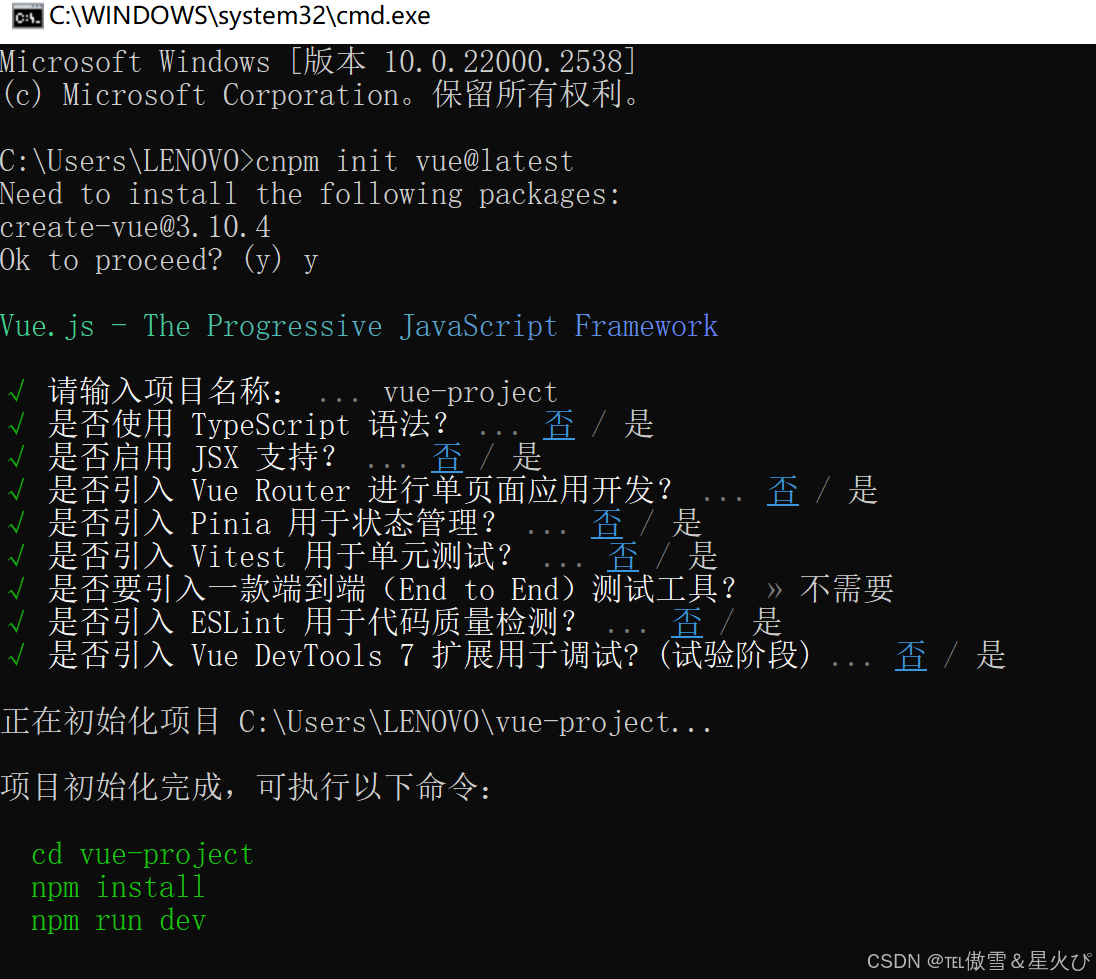 C:\WINDOWS\system32\cmd.exe
Microsoft Windows [版本 10.0.22000.2538]
(c) Microsoft Corporation。保留所有权利。
C:\Users\LENOVO>cnpm init vue@latest
Need to install the following packages:
create-vue@3.10.4
Ok to proceed? (y) y
Vue.js - The Progressive JavaScript Framework
√ 请输入项目名称： ... vue-project
√ 是否使用 TypeScript 语法？ ... 否 / 是
√ 是否启用 JSX 支持？ ... 否 / 是
√ 是否引入 Vue Router 进行单页面应用开发？ ... 否 / 是
√ 是否引入 Pinia 用于状态管理？ ... 否 / 是
√ 是否引入 Vitest 用于单元测试？ ... 否 / 是
√ 是否要引入一款端到端（End to End）测试工具？ » 不需要
√ 是否引入 ESLint 用于代码质量检测？ ... 否 / 是
√ 是否引入 Vue DevTools 7 扩展用于调试? (试验阶段) ... 否 / 是
正在初始化项目 C:\Users\LENOVO\vue-project...
项目初始化完成，可执行以下命令：
cd vue-project
npm install
npm run dev
CSDN @℡傲雪＆星火ぴ